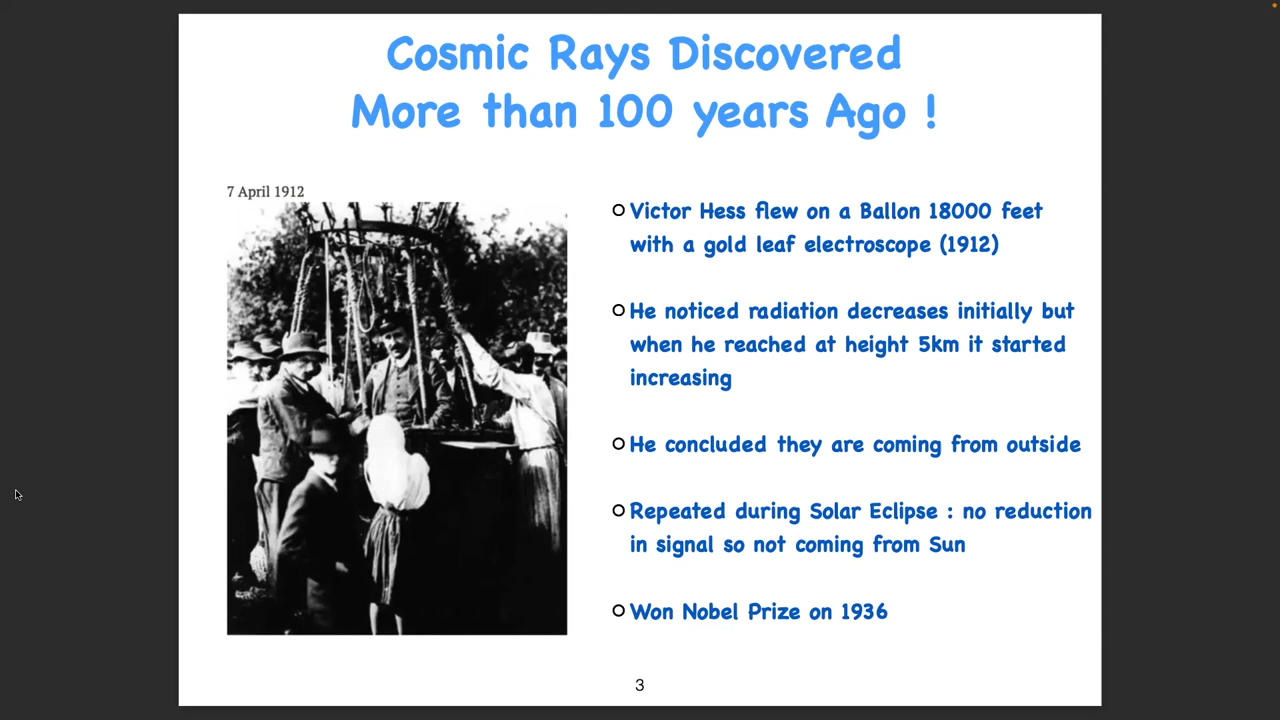 Cosmic Rays Discovered
More than 100 years Ago !
7 April 1912
Victor Hess flew on a Ballon 18000 feet
with a gold leaf electroscope (1912)
He noticed radiation decreases initially but
when he reached at height 5km it started
increasing
He concluded they are coming from outside
Repeated during Solar Eclipse : no reduction
in signal so not coming from Sun
Won Nobel Prize on 1936
3